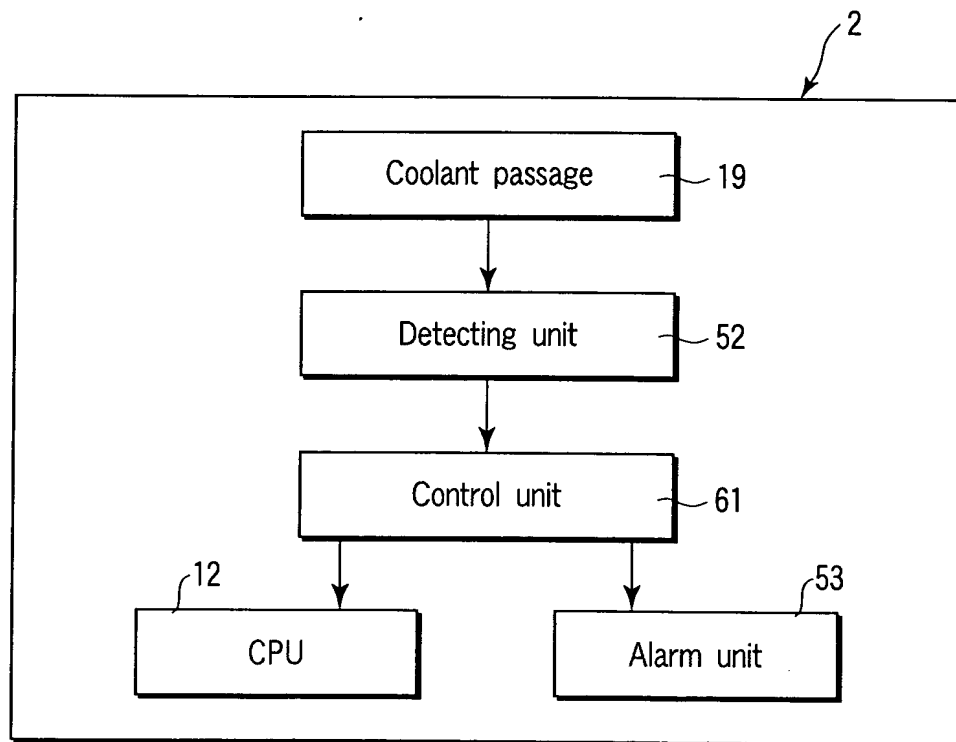 2
Coolant passage
19
Detecting unit
52
Control unit
61
12
53
CPU
Alarm unit